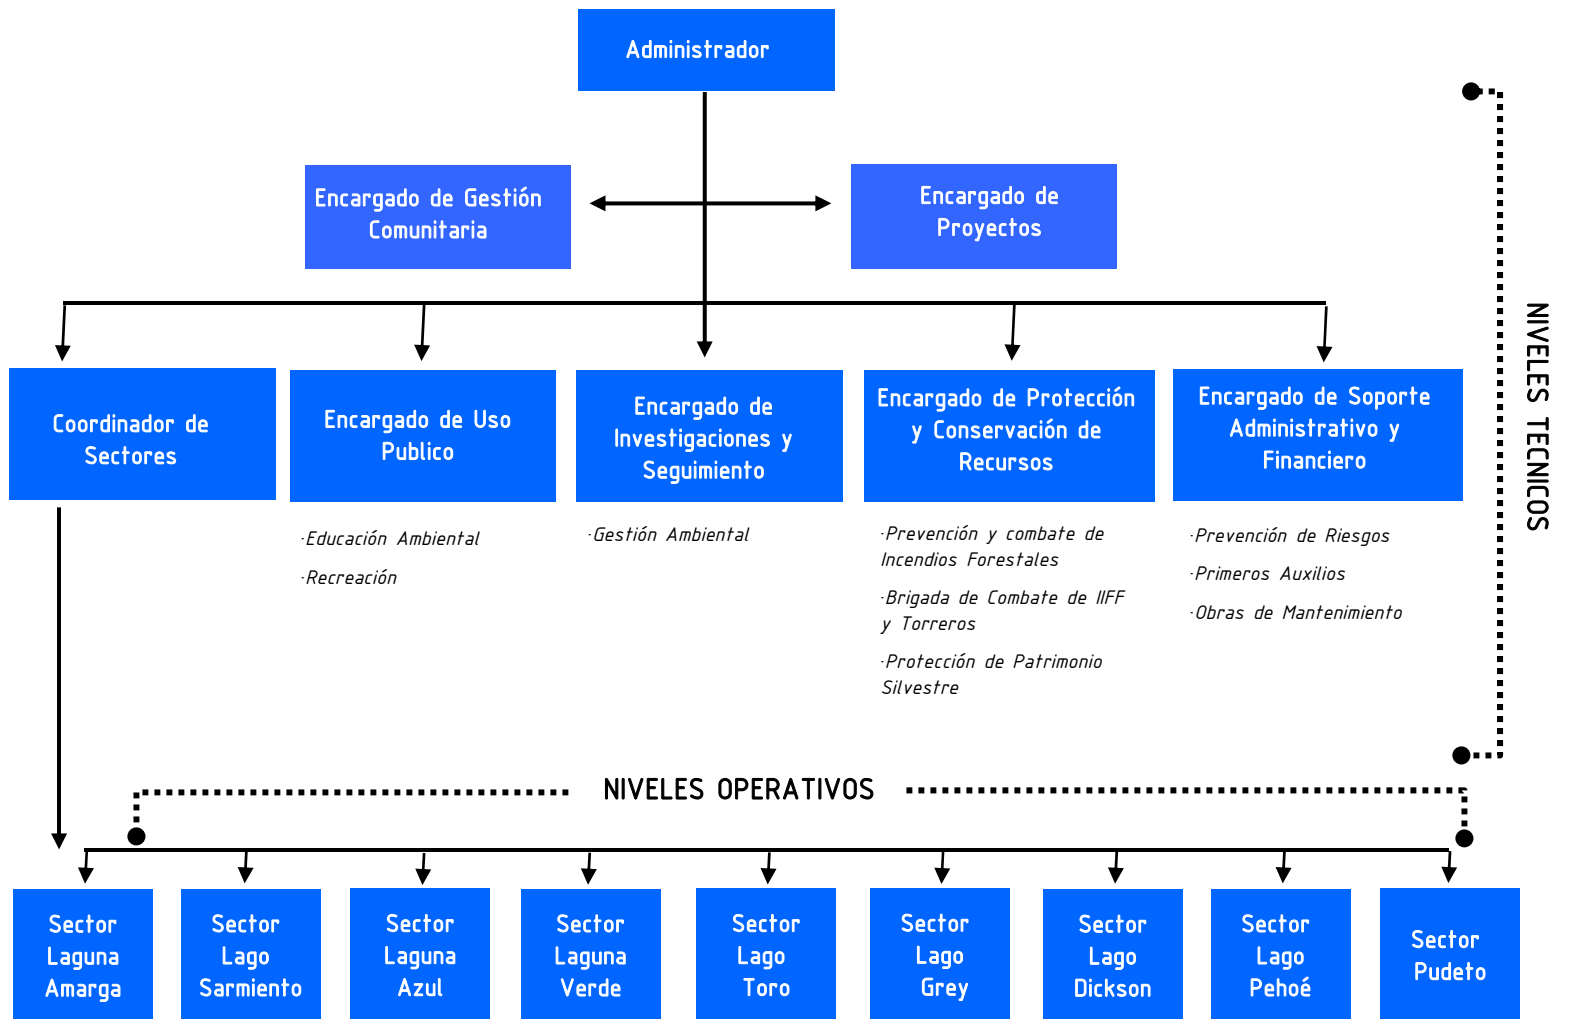 Administrador
Encargado de Gestión
Comunitaria
Encargado de
Proyectos
NIVELES TECNICOS
Coordinador de
Sectores
Encargado de Uso
Publico
Encargado de
Investigaciones y
Seguimiento
Encargado de Protección
y Conservación de
Recursos
Encargado de Soporte
Administrativo y
Financiero
·Educación Ambiental
·Recreación
·Gestión Ambiental
·Prevención y combate de
Incendios Forestales
·Brigada de Combate de IIFF
y Torreros
·Protección de Patrimonio
Silvestre
·Prevención de Riesgos
·Primeros Auxilios
·Obras de Mantenimiento
NIVELES OPERATIVOS
Sector
Laguna
Amarga
Sector
Lago
Sarmiento
Sector
Laguna
Azul
Sector
Laguna
Verde
Sector
Lago
Toro
Sector
Lago
Grey
Sector
Lago
Dickson
Sector
Lago
Pehoé
Sector
Pudeto